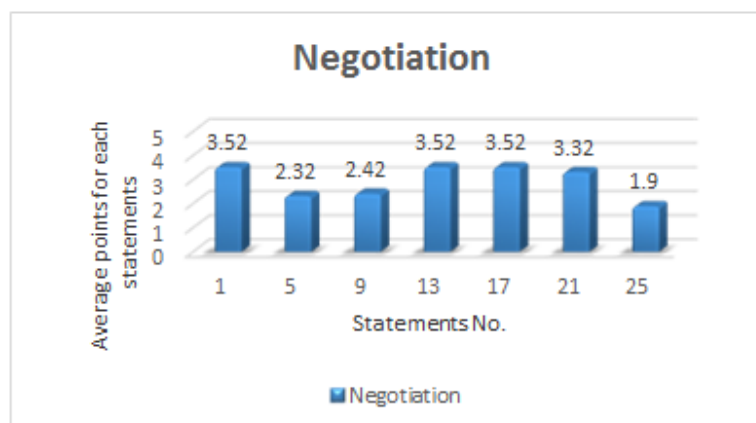 Negotiation
Average points for each
statements
5
4
3
2
1
0
3.52
2.32
2.42
3.52
3.52
3.32
1.9
1 5 9 13 17 21 25
Statements No.
Negotiation